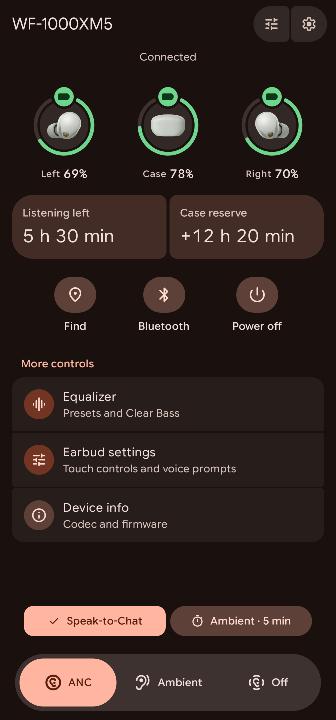 WF-1000XM5
Connected
Left 69%
Case 78%
Right 70%
Listening left
5 h 30 min
Case reserve
+12 h 20 min
Find
Bluetooth
Power off
More controls
Equalizer
Presets and Clear Bass
Earbud settings
Touch controls and voice prompts
Device info
Codec and firmware
Speak-to-Chat
Ambient · 5 min
ANC
Ambient
Off